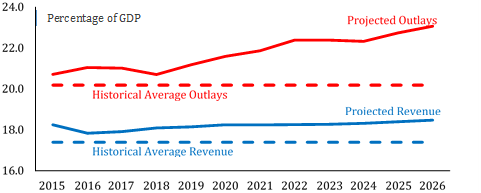 24.0
Percentage of GDP
Projected Outlays
22.0
20.0
Historical Average Outlays
Projected Revenue
18.0
Historical Average Revenue
16.0
2015 2016 2017 2018 2019 2020 2021 2022 2023 2024 2025 2026